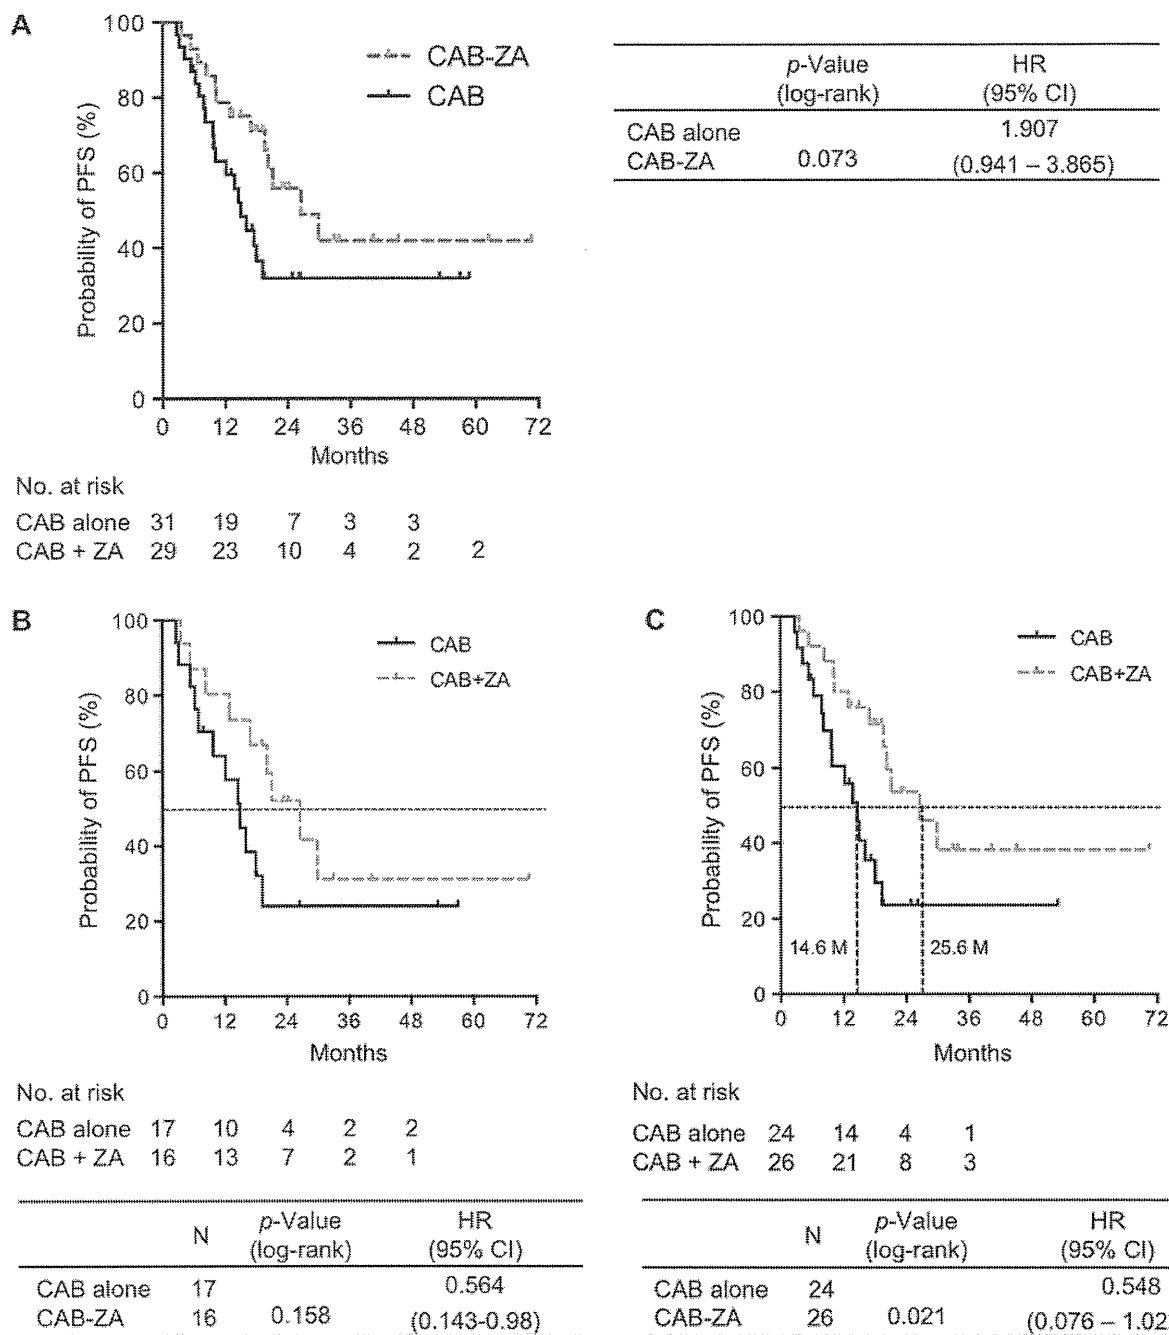 A
100
80
60
40
20
0
Probability of PFS (%)
CAB-ZA
CAB
0 12 24 36 48 60 72
Months
p-Value HR
(log-rank) (95% CI)
CAB alone 1.907
CAB-ZA 0.073 (0.941 – 3.865)
No. at risk
CAB alone 31 19 7 3 3
CAB + ZA 29 23 10 4 2 2
B
100
80
60
40
20
0
Probability of PFS (%)
CAB
CAB+ZA
0 12 24 36 48 60 72
Months
No. at risk
CAB alone 17 10 4 2 2
CAB + ZA 16 13 7 2 1
N p-Value HR
(log-rank) (95% CI)
CAB alone 17 0.564
CAB-ZA 16 0.158 (0.143-0.98)
C
100
80
60
40
20
0
Probability of PFS (%)
CAB
CAB+ZA
14.6 M 25.6 M
0 12 24 36 48 60 72
Months
No. at risk
CAB alone 24 14 4 1
CAB + ZA 26 21 8 3
N p-Value HR
(log-rank) (95% CI)
CAB alone 24 0.548
CAB-ZA 26 0.021 (0.076 – 1.02